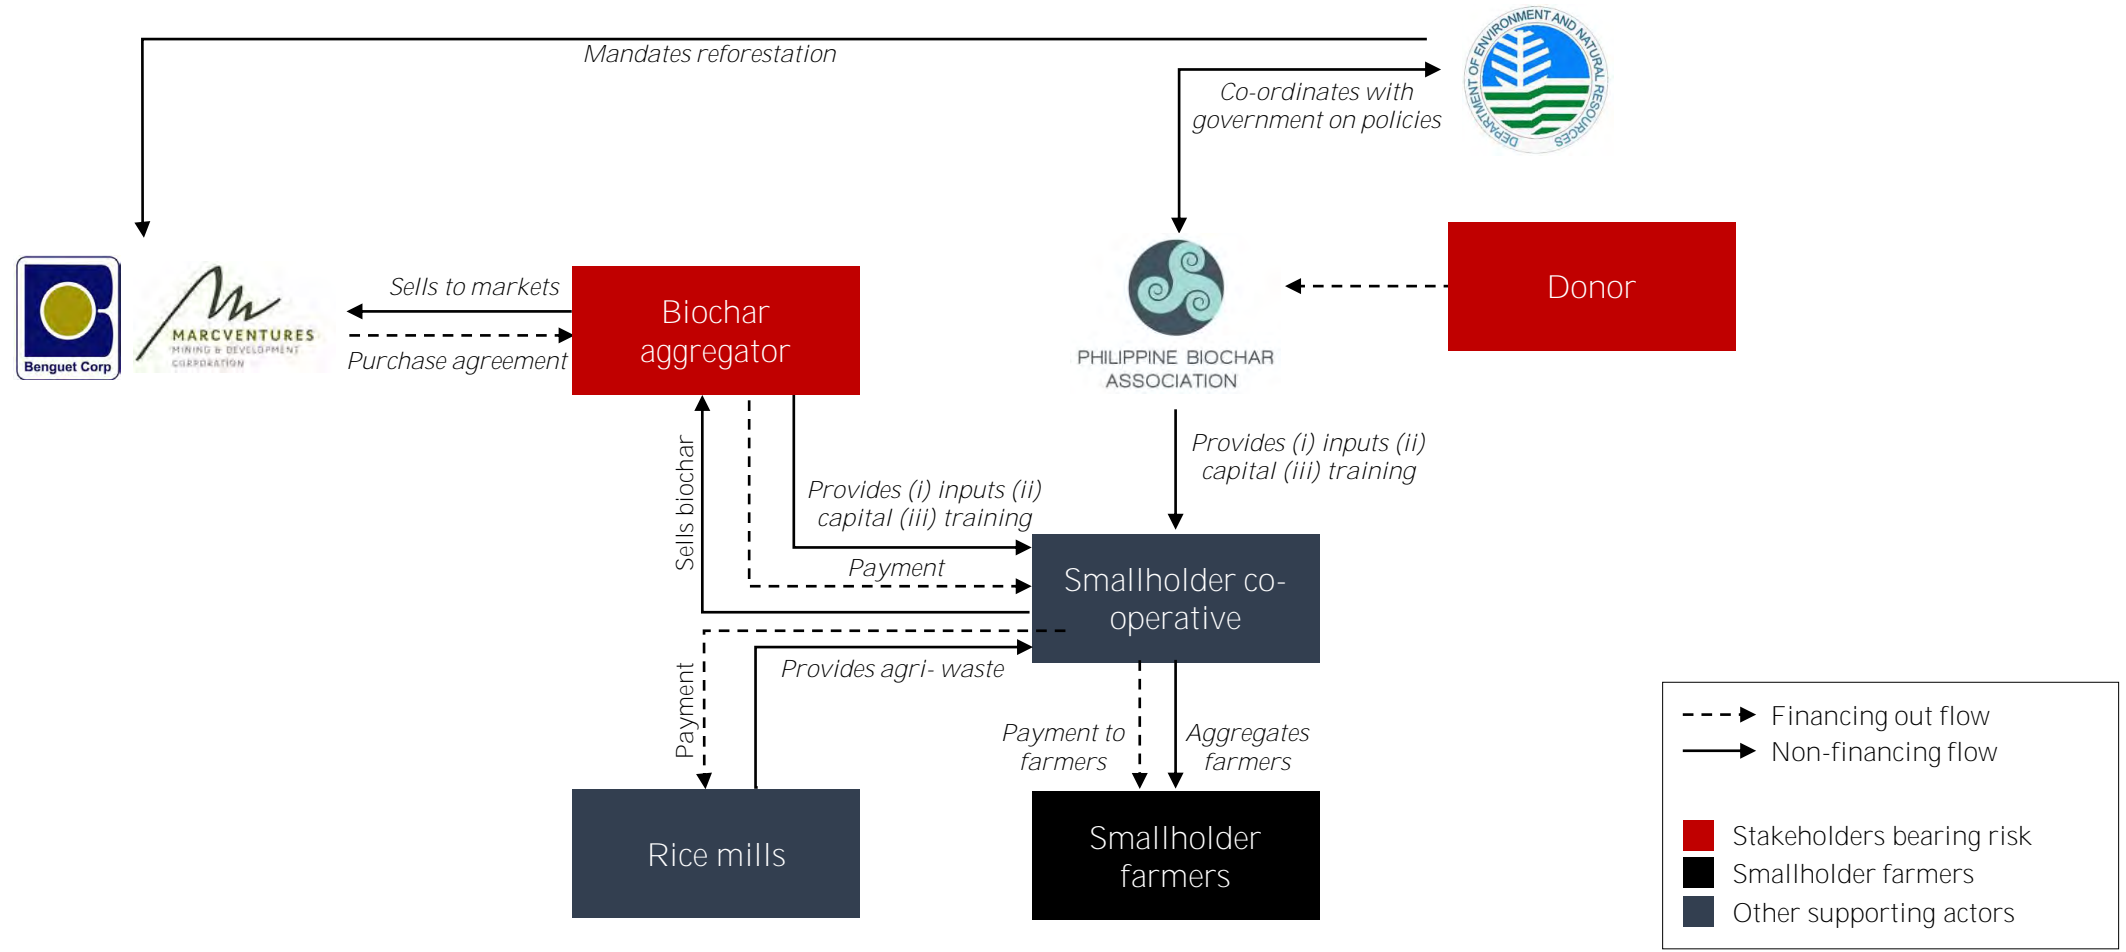 DEPARTMENT OF ENVIRONMENT AND NATURAL RESOURCES
Mandates reforestation
Co-ordinates with
government on policies
Benguet Corp
MARCVENTURES
MINING & DEVELOPMENT
CORPORATION
Sells to markets
Purchase agreement
Biochar
aggregator
PHILIPPINE BIOCHAR
ASSOCIATION
Donor
Sells biochar
Provides (i) inputs (ii)
capital (iii) training
Payment
Provides (i) inputs (ii)
capital (iii) training
Smallholder co-
operative
Payment
Provides agri- waste
Payment to
farmers
Aggregates
farmers
Rice mills
Smallholder
farmers
Financing out flow
Non-financing flow
Stakeholders bearing risk
Smallholder farmers
Other supporting actors